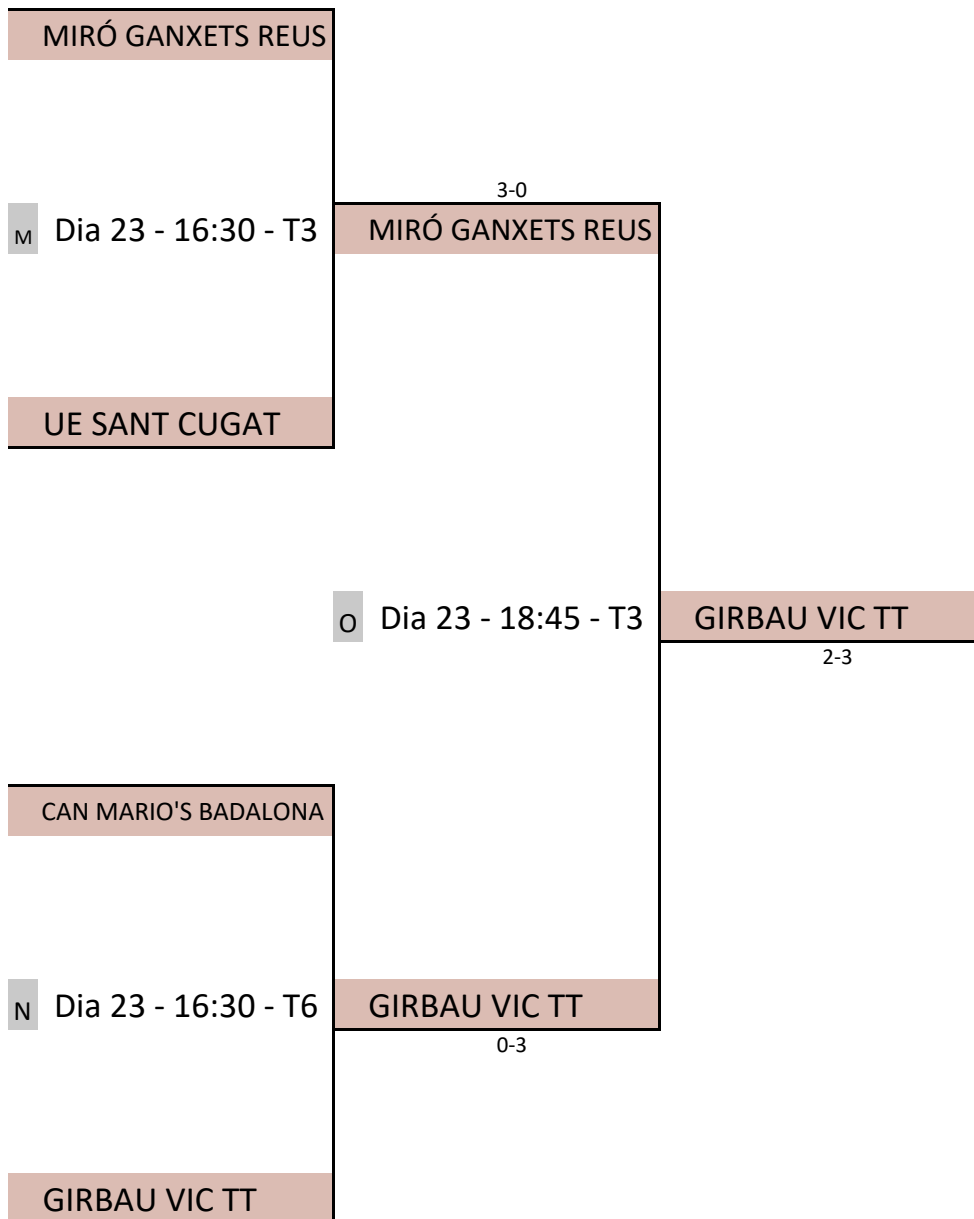 MIRÓ GANXETS REUS
3-0
M Dia 23 - 16:30 - T3
MIRÓ GANXETS REUS
UE SANT CUGAT
O Dia 23 - 18:45 - T3
GIRBAU VIC TT
2-3
CAN MARIO'S BADALONA
N Dia 23 - 16:30 - T6
GIRBAU VIC TT
0-3
GIRBAU VIC TT